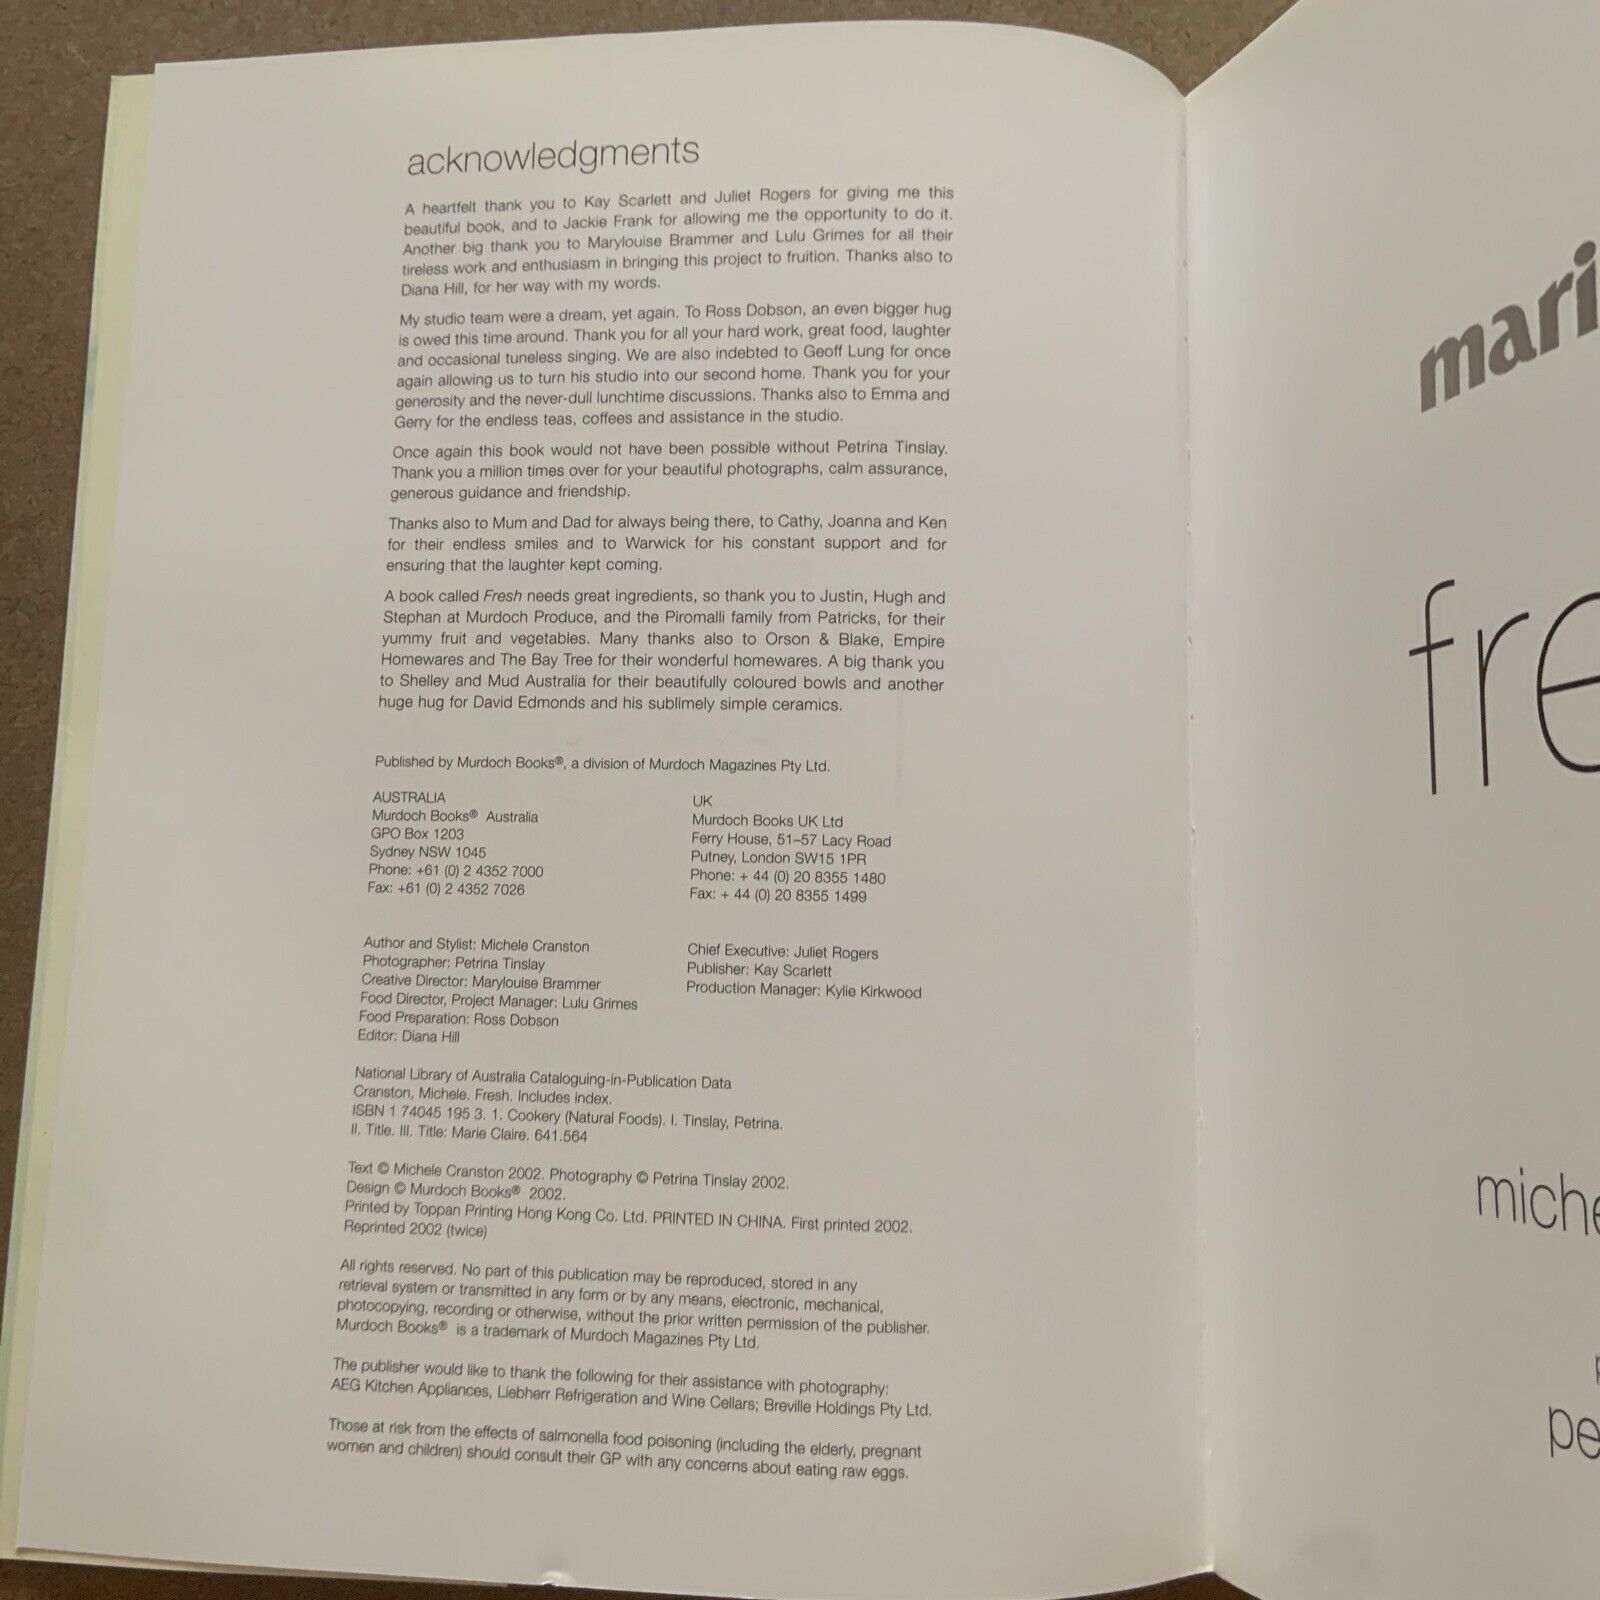 acknowledgments
A heartfelt thank you to Kay Scarlett and Juliet Rogers for giving me this
beautiful book, and to Jackie Frank for allowing me the opportunity to do it.
Another big thank you to Marylouise Brammer and Lulu Grimes for all their
tireless work and enthusiasm in bringing this project to fruition. Thanks also to
Diana Hill, for her way with my words.
My studio team were a dream, yet again. To Ross Dobson, an even bigger hug
is owed this time around. Thank you for all your hard work, great food, laughter
and occasional tuneless singing. We are also indebted to Geoff Lung for once
again allowing us to turn his studio into our second home. Thank you for your
generosity and the never-dull lunchtime discussions. Thanks also to Emma and
Gerry for the endless teas, coffees and assistance in the studio.
Once again this book would not have been possible without Petrina Tinslay.
Thank you a million times over for your beautiful photographs, calm assurance,
generous guidance and friendship.
Thanks also to Mum and Dad for always being there, to Cathy, Joanna and Ken
for their endless smiles and to Warwick for his constant support and for
ensuring that the laughter kept coming.
A book called Fresh needs great ingredients, so thank you to Justin, Hugh and
Stephan at Murdoch Produce, and the Piromalli family from Patricks, for their
yummy fruit and vegetables. Many thanks also to Orson & Blake, Empire
Homewares and The Bay Tree for their wonderful homewares. A big thank you
to Shelley and Mud Australia for their beautifully coloured bowls and another
huge hug for David Edmonds and his sublimely simple ceramics.
Published by Murdoch Books®, a division of Murdoch Magazines Pty Ltd.
AUSTRALIA
Murdoch Books® Australia
GPO Box 1203
Sydney NSW 1045
Phone: +61 (0) 2 4352 7000
Fax: +61 (0) 2 4352 7026
UK
Murdoch Books UK Ltd
Ferry House, 51–57 Lacy Road
Putney, London SW15 1PR
Phone: + 44 (0) 20 8355 1480
Fax: + 44 (0) 20 8355 1499
Author and Stylist: Michele Cranston
Photographer: Petrina Tinslay
Creative Director: Marylouise Brammer
Food Director, Project Manager: Lulu Grimes
Food Preparation: Ross Dobson
Editor: Diana Hill
Chief Executive: Juliet Rogers
Publisher: Kay Scarlett
Production Manager: Kylie Kirkwood
National Library of Australia Cataloguing-in-Publication Data
Cranston, Michele. Fresh. Includes index.
ISBN 1 74045 195 3. 1. Cookery (Natural Foods). I. Tinslay, Petrina.
II. Title. III. Title: Marie Claire. 641.564
Text © Michele Cranston 2002. Photography © Petrina Tinslay 2002.
Design © Murdoch Books® 2002.
Printed by Toppan Printing Hong Kong Co. Ltd. PRINTED IN CHINA. First printed 2002.
Reprinted 2002 (twice)
All rights reserved. No part of this publication may be reproduced, stored in any
retrieval system or transmitted in any form or by any means, electronic, mechanical,
photocopying, recording or otherwise, without the prior written permission of the publisher.
Murdoch Books® is a trademark of Murdoch Magazines Pty Ltd.
The publisher would like to thank the following for their assistance with photography:
AEG Kitchen Appliances, Liebherr Refrigeration and Wine Cellars; Breville Holdings Pty Ltd.
Those at risk from the effects of salmonella food poisoning (including the elderly, pregnant
women and children) should consult their GP with any concerns about eating raw eggs.
mari
fre
miche
p
pe